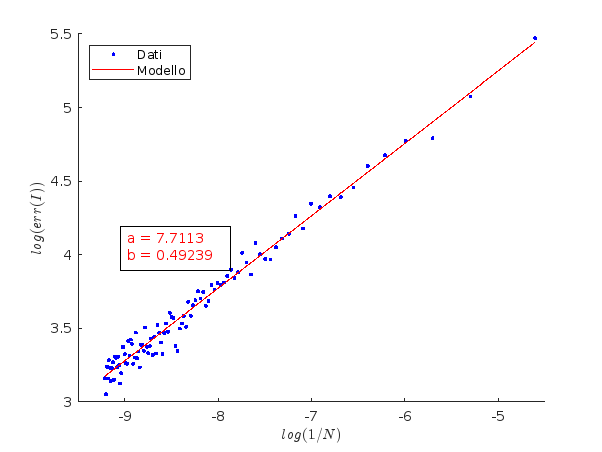 5.5
5
4.5
4
3.5
3
log(err(I))
Dati
Modello
a = 7.7113
b = 0.49239
-9 -8 -7 -6 -5
log(1/N)